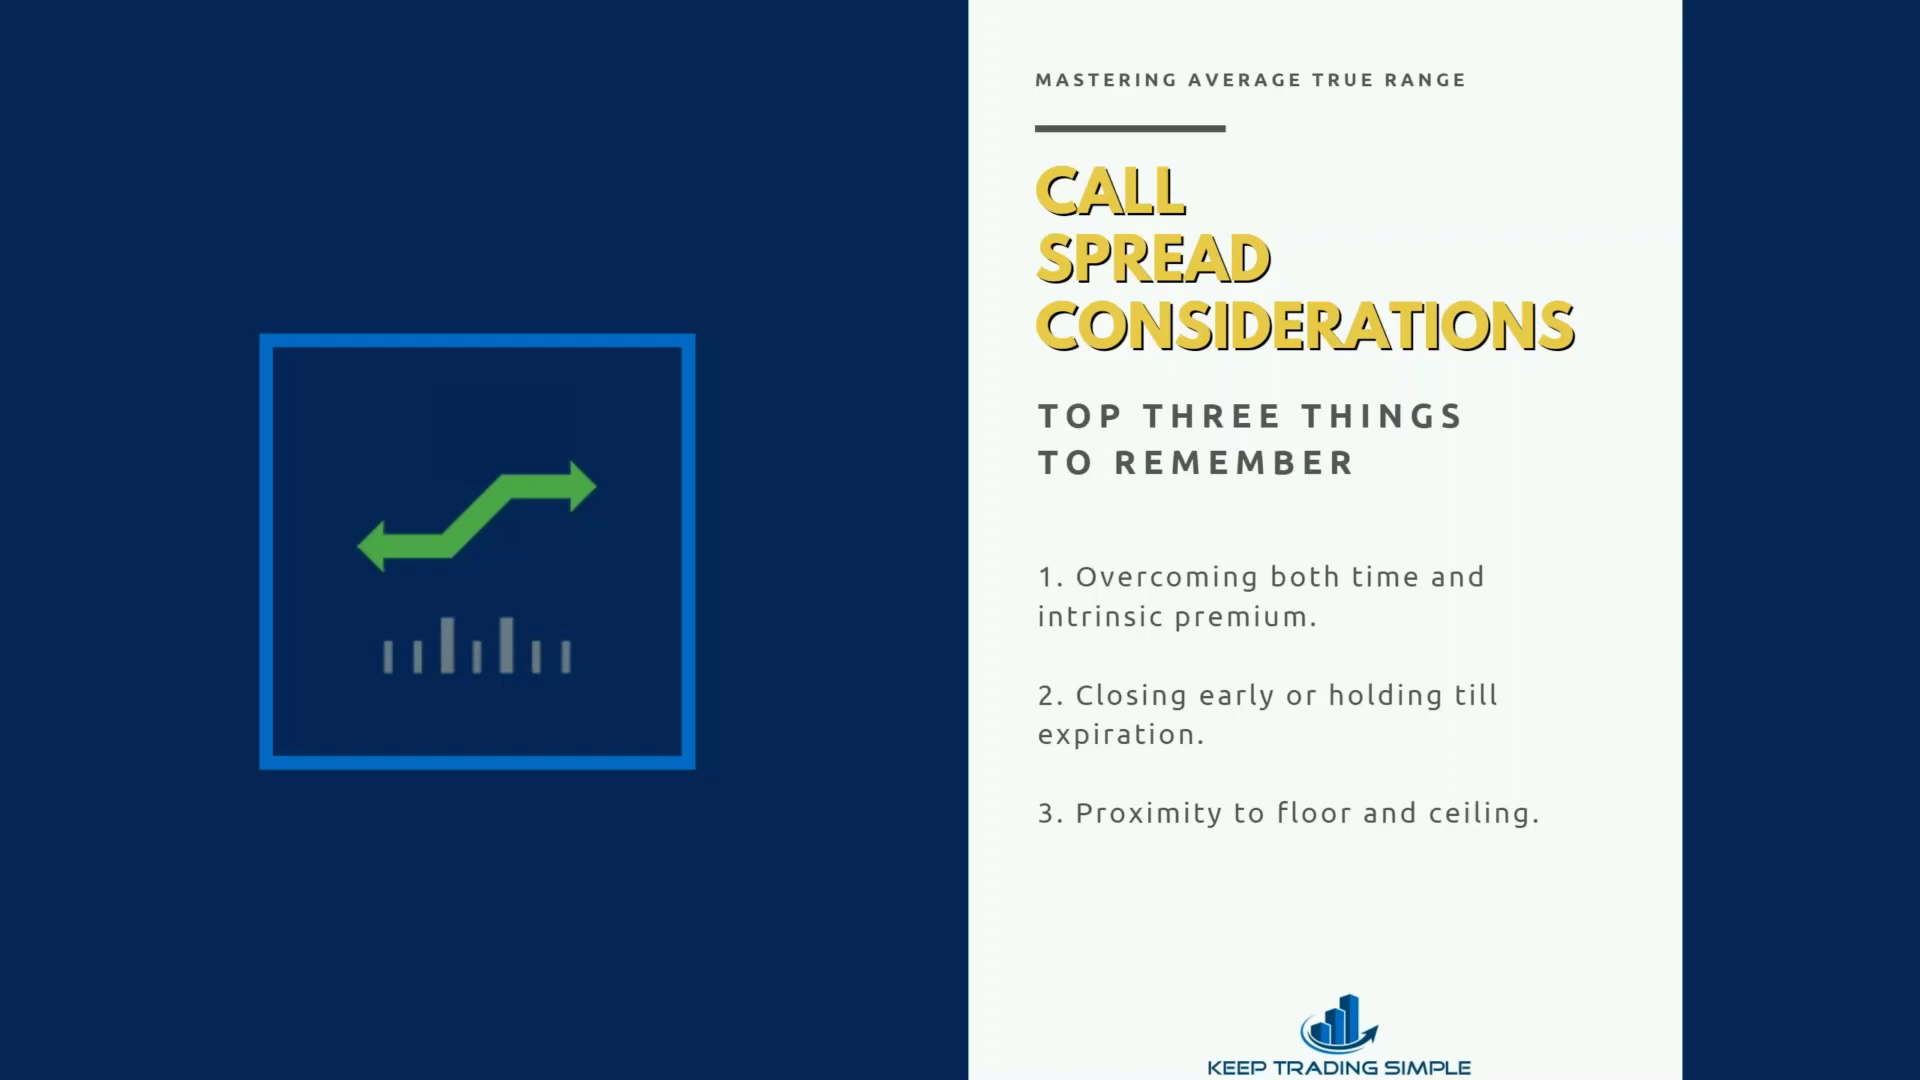 MASTERING AVERAGE TRUE RANGE
CALL
SPREAD
CONSIDERATIONS
TOP THREE THINGS
TO REMEMBER
1. Overcoming both time and
intrinsic premium.
2. Closing early or holding till
expiration.
3. Proximity to floor and ceiling.
KEEP TRADING SIMPLE